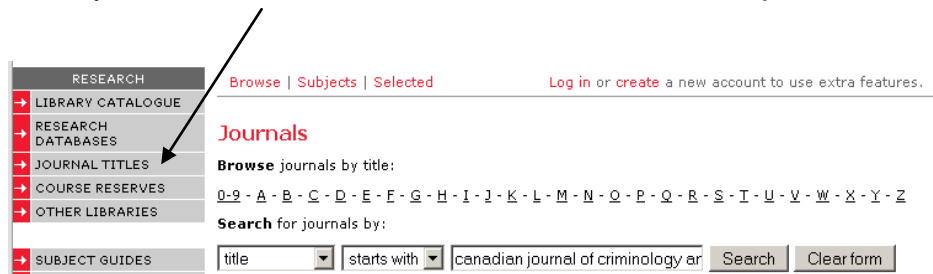 RESEARCH
LIBRARY CATALOGUE
RESEARCH
DATABASES
JOURNAL TITLES
COURSE RESERVES
OTHER LIBRARIES
SUBJECT GUIDES
Browse | Subjects | Selected
Log in or create a new account to use extra features.
Journals
Browse journals by title:
0-9 - A - B - C - D - E - F - G - H - I - J - K - L - M - N - O - P - Q - R - S - T - U - V - W - X - Y - Z
Search for journals by:
title starts with canadian journal of criminology ar Search Clear form